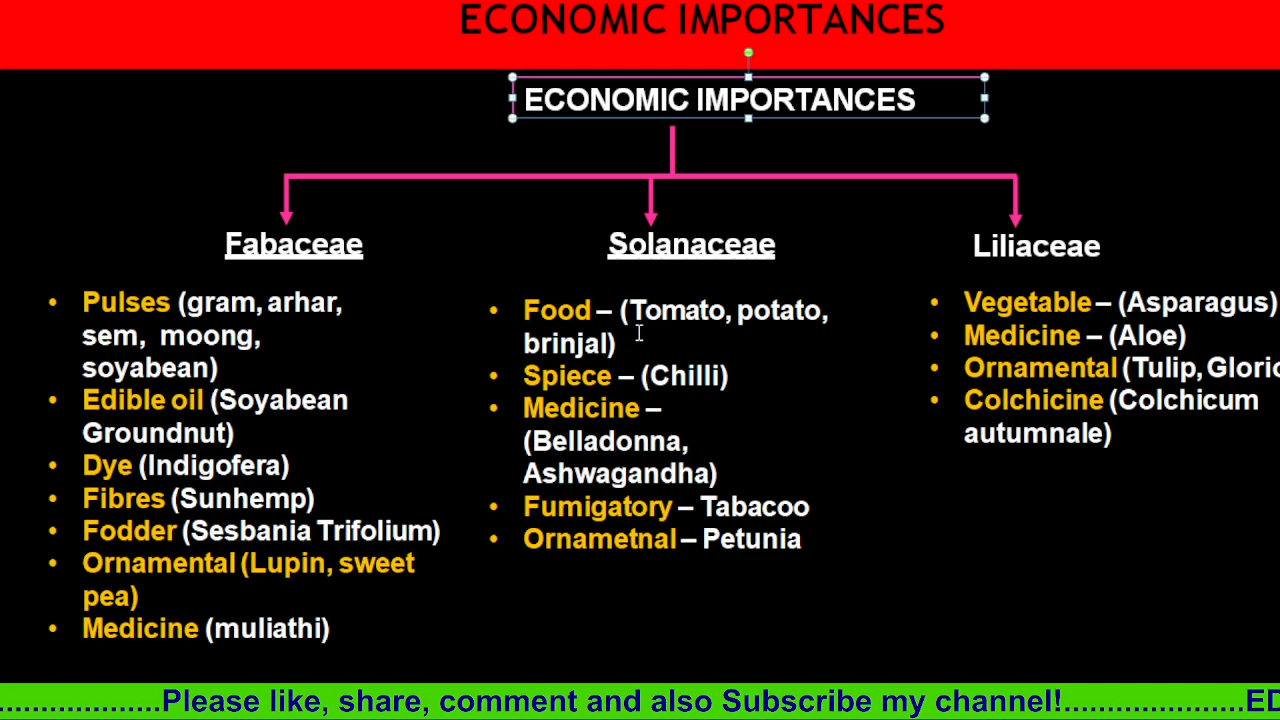 ECONOMIC IMPORTANCES
ECONOMIC IMPORTANCES
Fabaceae
• Pulses (gram, arhar,
sem, moong,
soyabean)
• Edible oil (Soyabean
Groundnut)
• Dye (Indigofera)
• Fibres (Sunhemp)
• Fodder (Sesbania Trifolium)
• Ornamental (Lupin, sweet
pea)
• Medicine (muliathi)
Solanaceae
• Food – (Tomato, potato,
brinjal)
• Spiece – (Chilli)
• Medicine –
(Belladonna,
Ashwagandha)
• Fumigatory – Tabacoo
• Ornametnal – Petunia
Liliaceae
• Vegetable – (Asparagus)
• Medicine – (Aloe)
• Ornamental (Tulip,
• Colchicine (Colchicum
autumnale)
...................Please like, share, comment and also Subscribe my channel!.....................